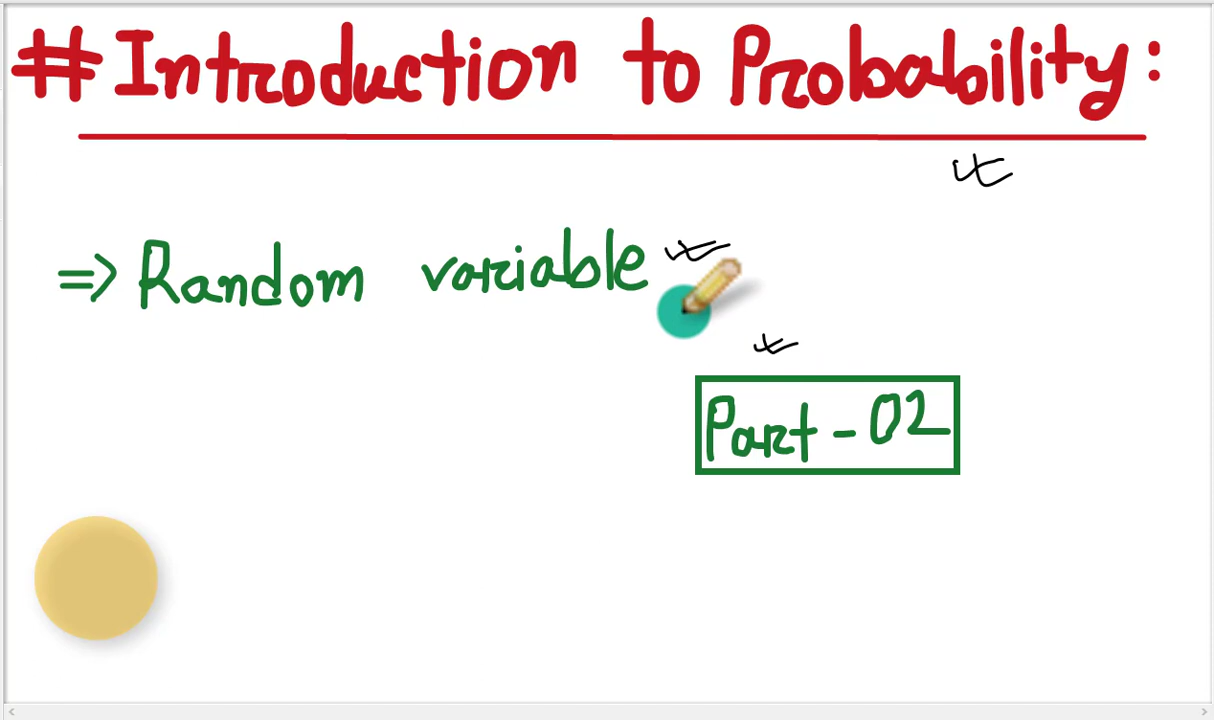 # Introduction to Probability:
=> Random variable
Part - 02